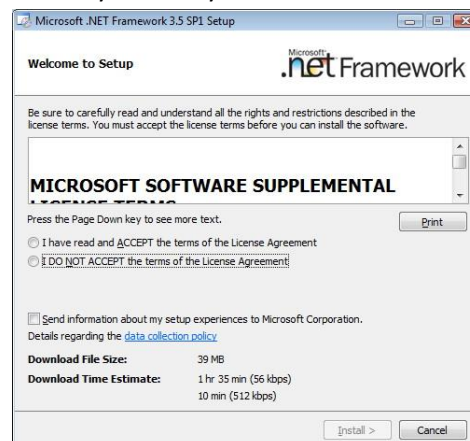 Microsoft .NET Framework 3.5 SP1 Setup
Welcome to Setup
Microsoft
.net Framework
Be sure to carefully read and understand all the rights and restrictions described in the
license terms. You must accept the license terms before you can install the software.
MICROSOFT SOFTWARE SUPPLEMENTAL
LICENSE TERMS
Press the Page Down key to see more text.
Print
I have read and ACCEPT the terms of the License Agreement
I DO NOT ACCEPT the terms of the License Agreement
Send information about my setup experiences to Microsoft Corporation.
Details regarding the data collection policy
Download File Size: 39 MB
Download Time Estimate: 1 hr 35 min (56 kbps)
10 min (512 kbps)
Install > Cancel